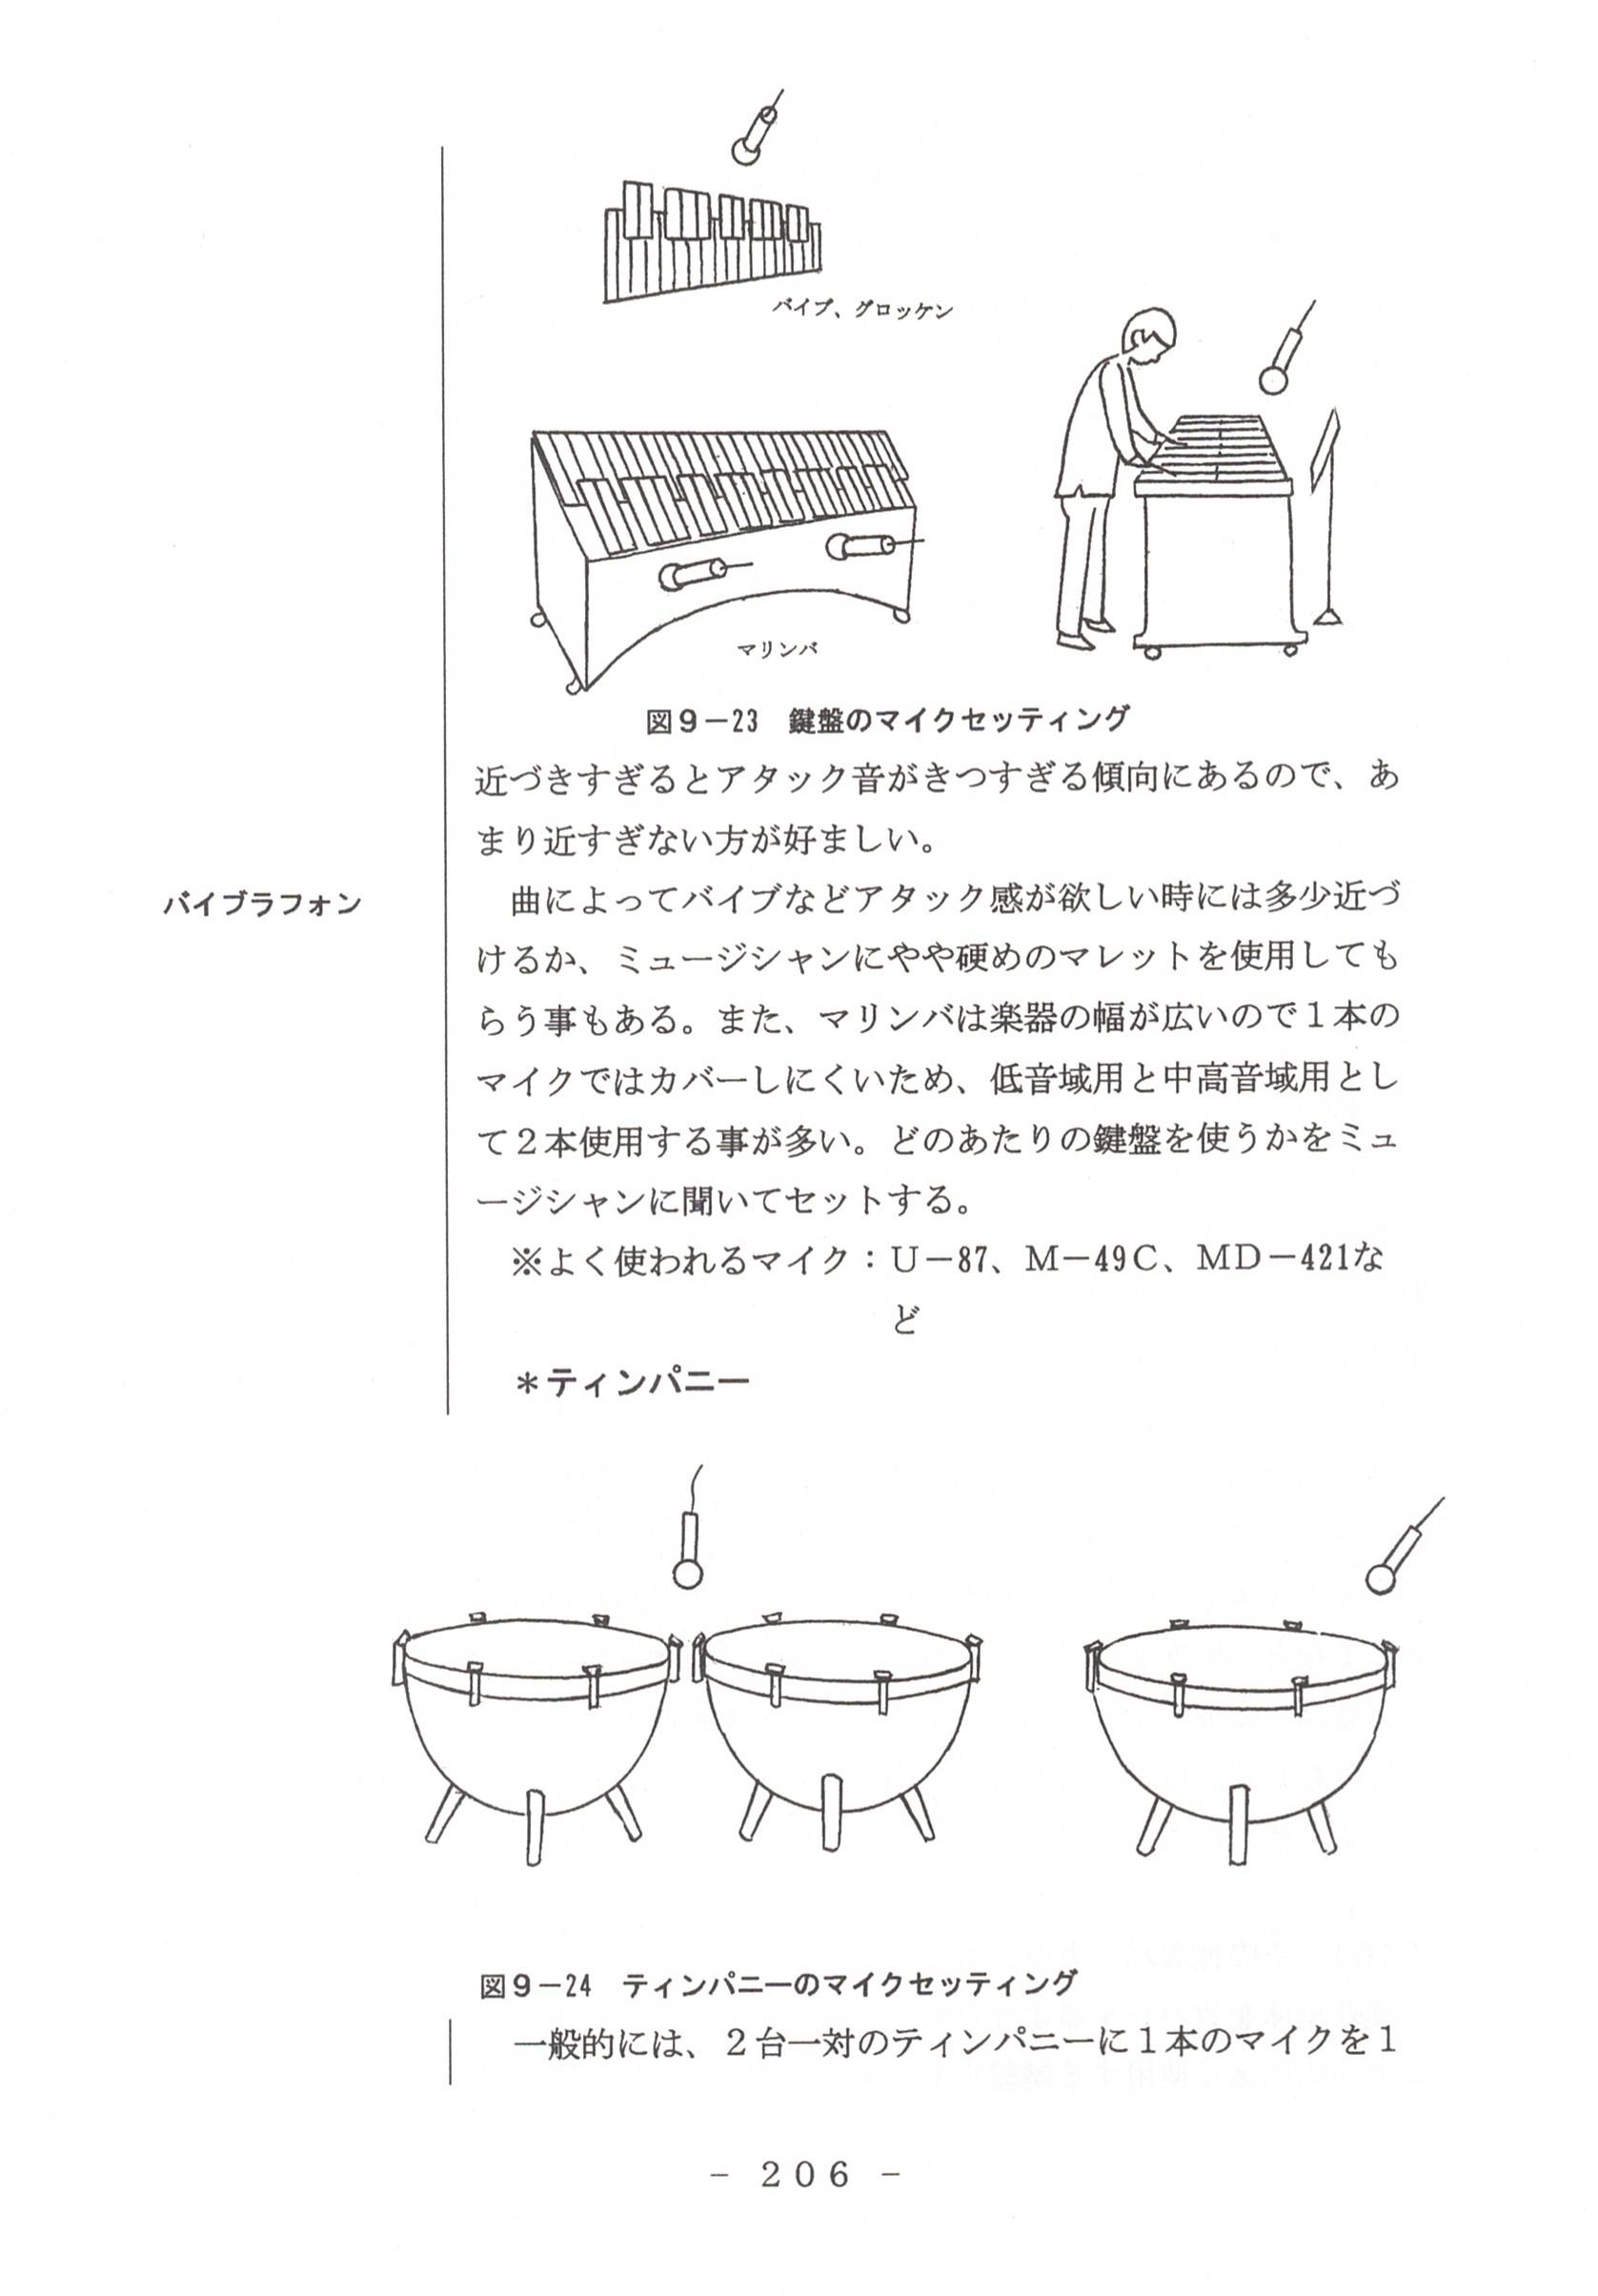 バイブ、グロッケン
マリンバ
図9－23　鍵盤のマイクセッティング
近づきすぎるとアタック音がきつすぎる傾向にあるので、あ
まり近すぎない方が好ましい。
バイブラフォン
　曲によってバイブなどアタック感が欲しい時には多少近づ
けるか、ミュージシャンにやや硬めのマレットを使用しても
らう事もある。また、マリンバは楽器の幅が広いので１本の
マイクではカバーしにくいため、低音域用と中高音域用とし
て２本使用する事が多い。どのあたりの鍵盤を使うかをミュ
ージシャンに聞いてセットする。
※よく使われるマイク：Ｕ－87、Ｍ－49Ｃ、ＭＤ－421な
ど
＊ティンパニー
図9－24　ティンパニーのマイクセッティング
　一般的には、２台一対のティンパニーに１本のマイクを１
－ 206 －